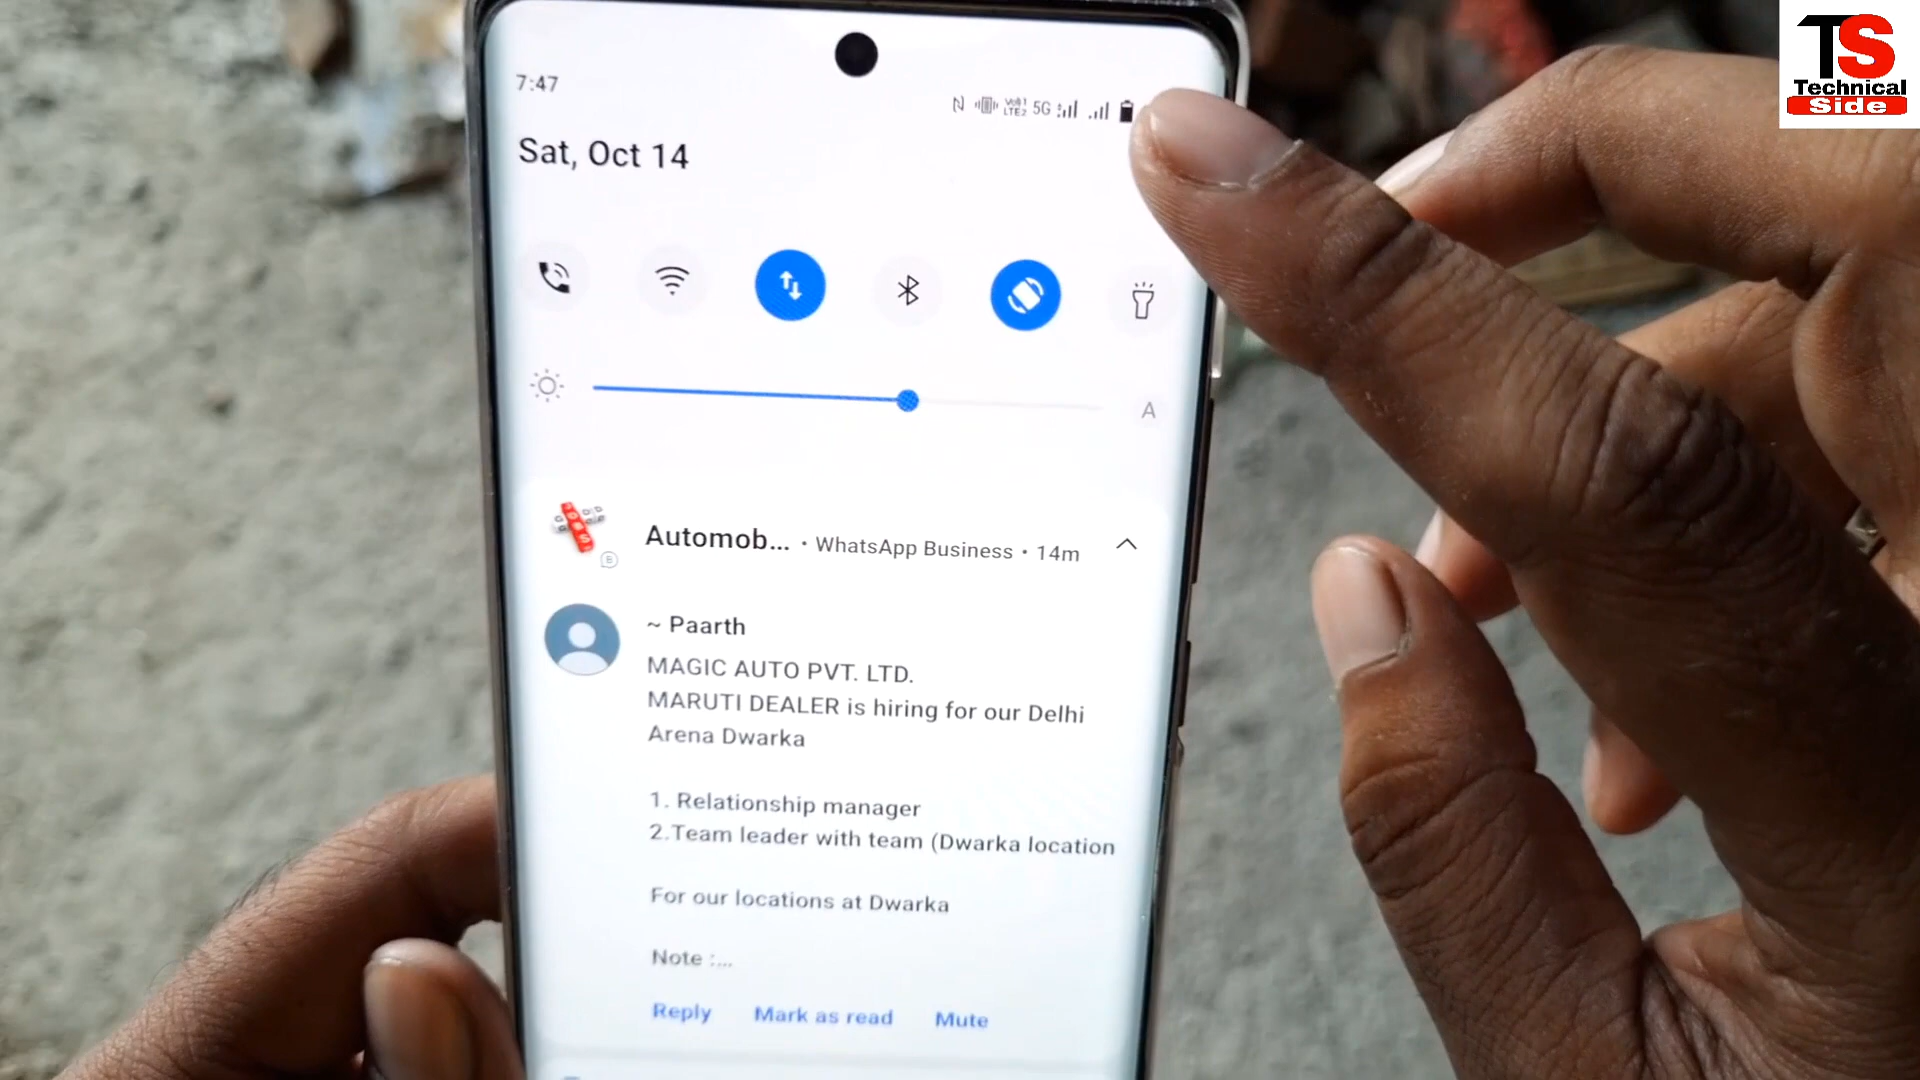 TS
Technical
Side
7:47
Vo1
LTE2 5G
Sat, Oct 14
A
Automob... • WhatsApp Business • 14m
~ Paarth
MAGIC AUTO PVT. LTD.
MARUTI DEALER is hiring for our Delhi
Arena Dwarka
1. Relationship manager
2.Team leader with team (Dwarka location
For our locations at Dwarka
Note :...
Reply Mark as read Mute